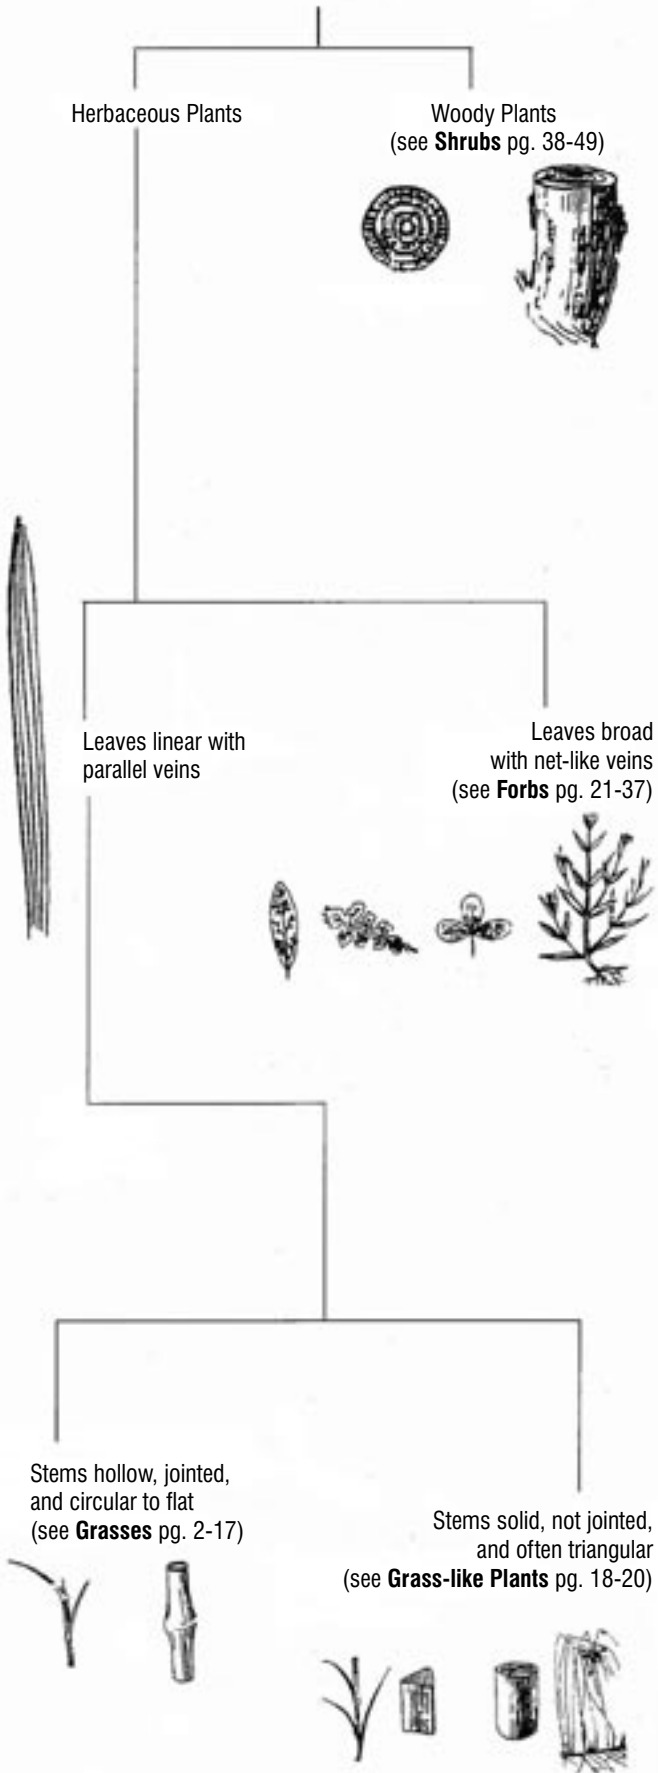 Herbaceous Plants
Woody Plants
(see Shrubs pg. 38-49)
Leaves linear with
parallel veins
Leaves broad
with net-like veins
(see Forbs pg. 21-37)
Stems hollow, jointed,
and circular to flat
(see Grasses pg. 2-17)
Stems solid, not jointed,
and often triangular
(see Grass-like Plants pg. 18-20)